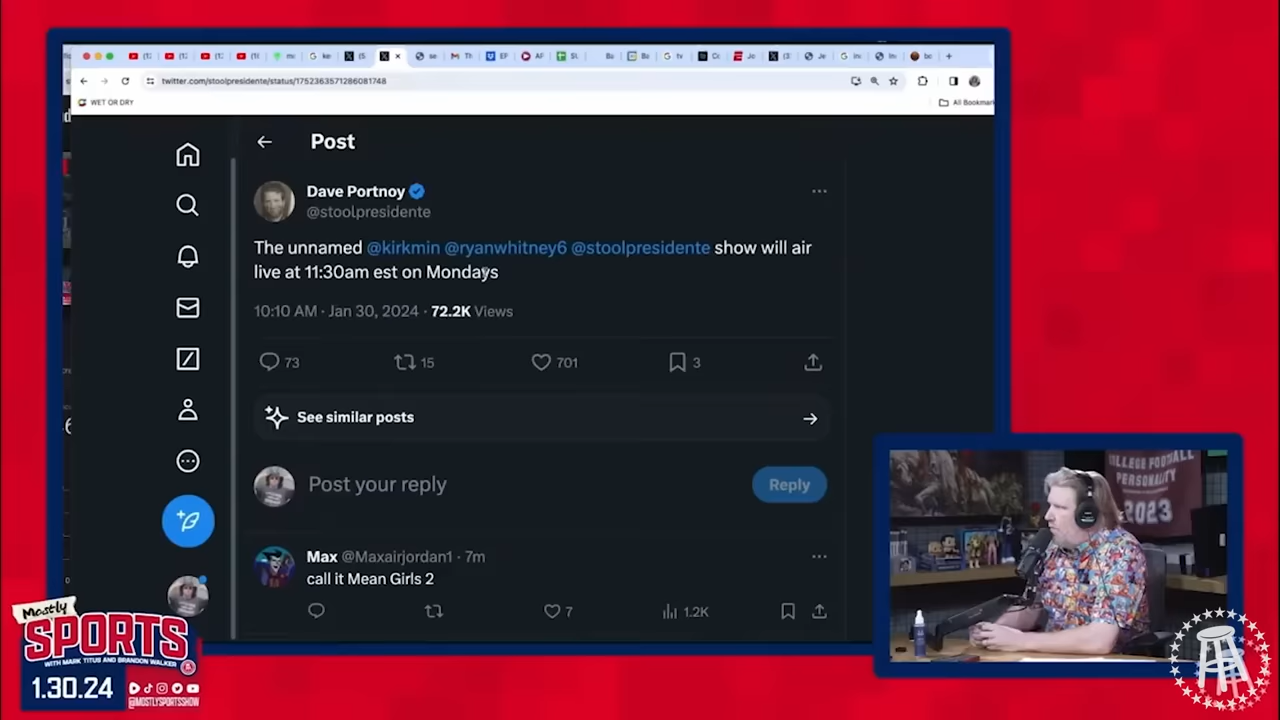 twitter.com/stoolpresidente/status/1752363571286081748
WET OR DRY
All Bookmark
Post
Dave Portnoy
@stoolpresidente
The unnamed @kirkmin @ryanwhitney6 @stoolpresidente show will air
live at 11:30am est on Mondays
10:10 AM · Jan 30, 2024 · 72.2K Views
73
15
701
3
See similar posts
Post your reply
Reply
Max @Maxairjordan1 · 7m
call it Mean Girls 2
7
1.2K
COLLEGE FOOTBALL
PERSONALITY
2023
Mostly
SPORTS
WITH MARK TITUS AND BRANDON WALKER
1.30.24
@MOSTLYSPORTSSHOW